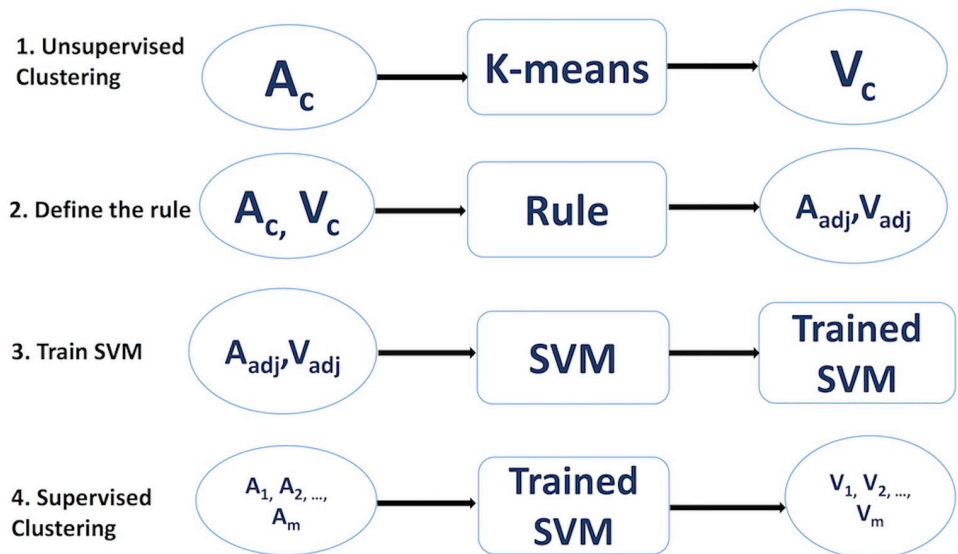 1. Unsupervised
Clustering
A_c
K-means
V_c
2. Define the rule
A_c, V_c
Rule
A_adj,V_adj
3. Train SVM
A_adj,V_adj
SVM
Trained
SVM
4. Supervised
Clustering
A_1, A_2, ...,
A_m
Trained
SVM
V_1, V_2, ...,
V_m